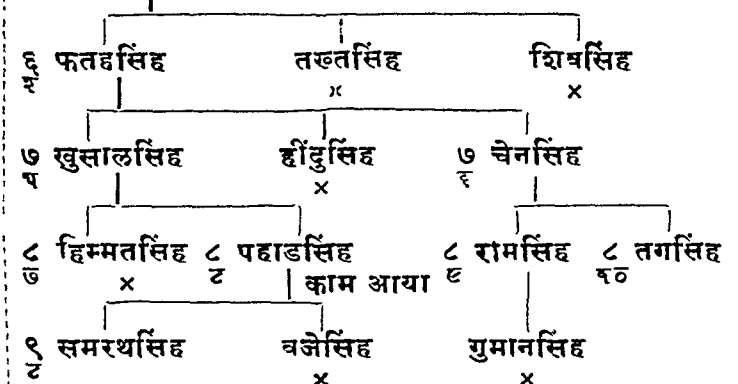 ६ फतहसिंह तख्तसिंह शिवसिंह
५ × ×
७ खुसालसिंह हींदुसिंह ७ चेनसिंह
५ × ६
८ हिम्मतसिंह ८ पहाडसिंह ८ रामसिंह ८ तगसिंह
७ × ८ काम आया ९ १०
९ समरथसिंह वजेसिंह गुमानसिंह
८ × ×